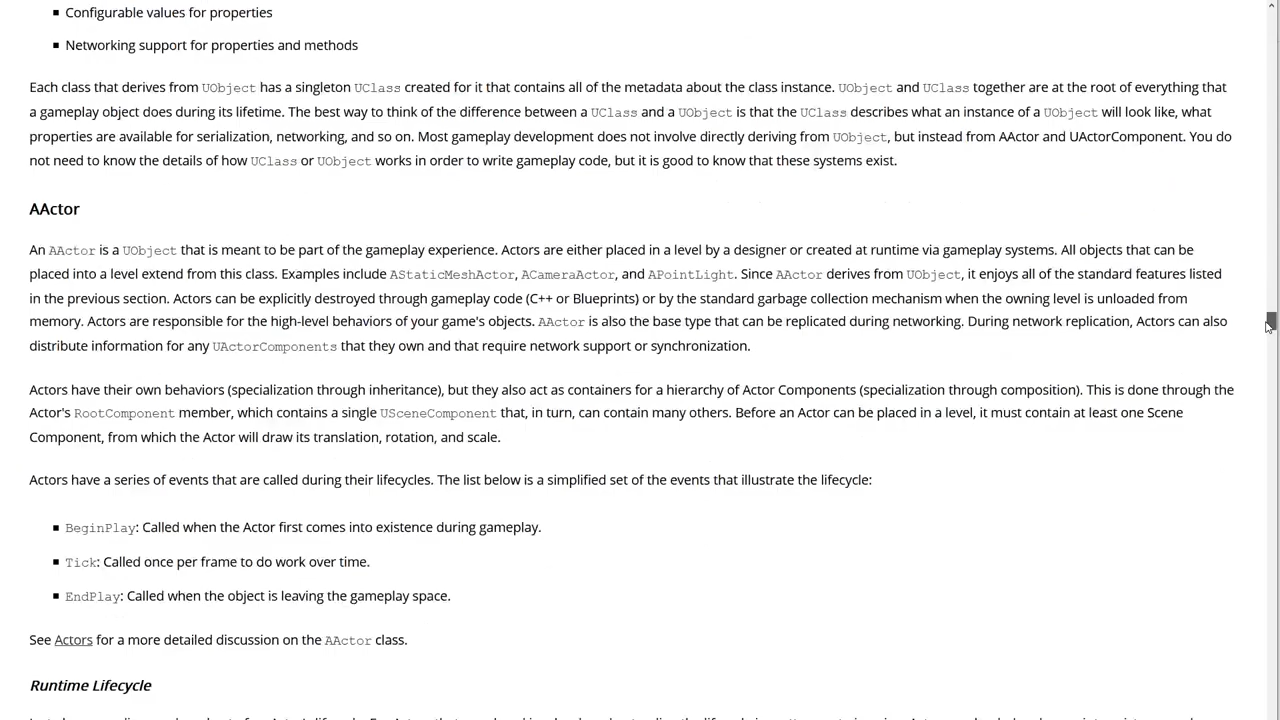 ▪ Configurable values for properties
▪ Networking support for properties and methods
Each class that derives from UObject has a singleton UClass created for it that contains all of the metadata about the class instance. UObject and UClass together are at the root of everything that
a gameplay object does during its lifetime. The best way to think of the difference between a UClass and a UObject is that the UClass describes what an instance of a UObject will look like, what
properties are available for serialization, networking, and so on. Most gameplay development does not involve directly deriving from UObject, but instead from AActor and UActorComponent. You do
not need to know the details of how UClass or UObject works in order to write gameplay code, but it is good to know that these systems exist.
AActor
An AActor is a UObject that is meant to be part of the gameplay experience. Actors are either placed in a level by a designer or created at runtime via gameplay systems. All objects that can be
placed into a level extend from this class. Examples include AStaticMeshActor, ACameraActor, and APointLight. Since AActor derives from UObject, it enjoys all of the standard features listed
in the previous section. Actors can be explicitly destroyed through gameplay code (C++ or Blueprints) or by the standard garbage collection mechanism when the owning level is unloaded from
memory. Actors are responsible for the high-level behaviors of your game's objects. AActor is also the base type that can be replicated during networking. During network replication, Actors can also
distribute information for any UActorComponents that they own and that require network support or synchronization.
Actors have their own behaviors (specialization through inheritance), but they also act as containers for a hierarchy of Actor Components (specialization through composition). This is done through the
Actor's RootComponent member, which contains a single USceneComponent that, in turn, can contain many others. Before an Actor can be placed in a level, it must contain at least one Scene
Component, from which the Actor will draw its translation, rotation, and scale.
Actors have a series of events that are called during their lifecycles. The list below is a simplified set of the events that illustrate the lifecycle:
▪ BeginPlay: Called when the Actor first comes into existence during gameplay.
▪ Tick: Called once per frame to do work over time.
▪ EndPlay: Called when the object is leaving the gameplay space.
See Actors for a more detailed discussion on the AActor class.
Runtime Lifecycle